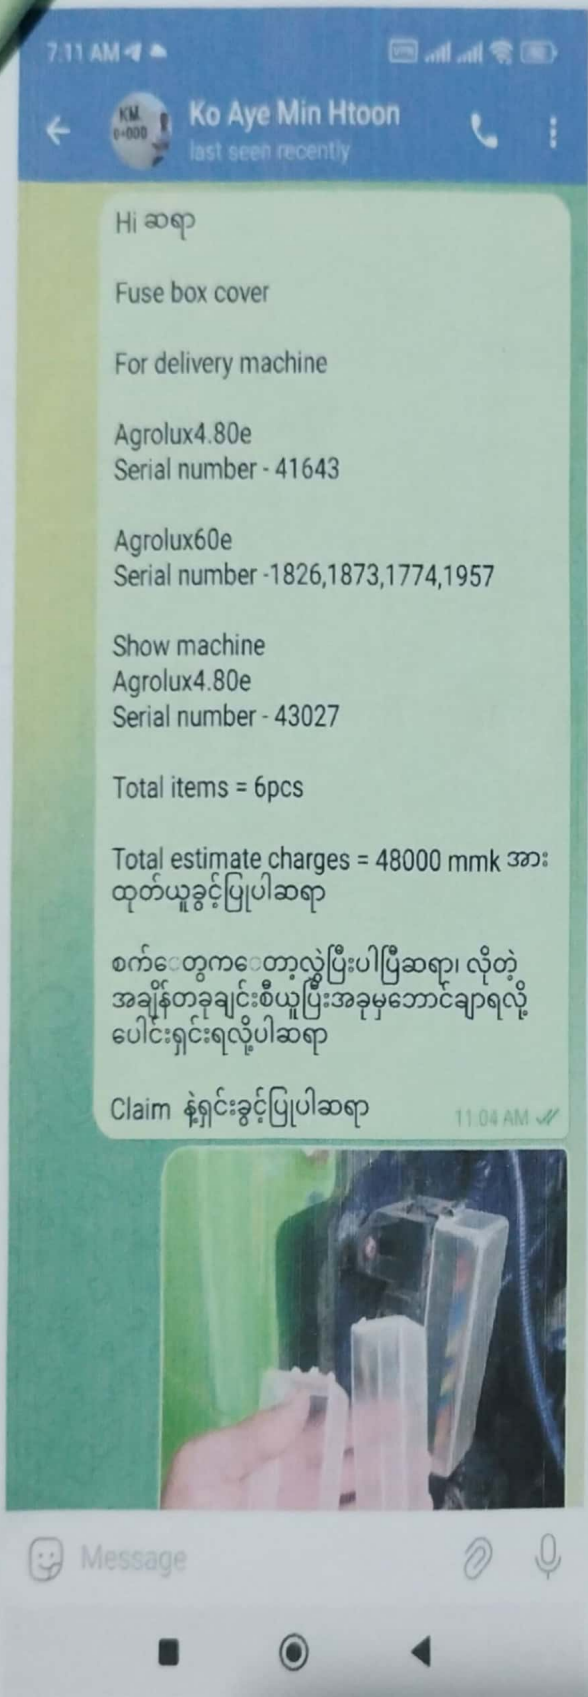 7:11 AM
VPN
KM
0+000
Ko Aye Min Htoon
last seen recently
Hi ဆရာ
Fuse box cover
For delivery machine
Agrolux4.80e
Serial number - 41643
Agrolux60e
Serial number -1826,1873,1774,1957
Show machine
Agrolux4.80e
Serial number - 43027
Total items = 6pcs
Total estimate charges = 48000 mmk အား
ထုတ်ယူခွင့်ပြုပါဆရာ
စက်တွေကတော့လွှဲပြီးပါပြီဆရာ၊ လိုတဲ့
အချိန်တခုချင်းစီယူပြီးအခုမှဘောင်ချာရလို့
ပေါင်းရှင်းရလို့ပါဆရာ
Claim နဲ့ရှင်းခွင့်ပြုပါဆရာ
11:04 AM
Message